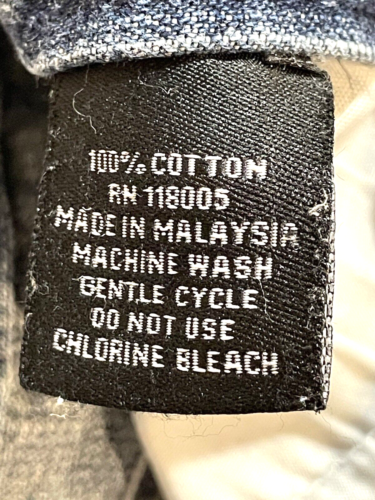 100% COTTON
RN 118005
MADE IN MALAYSIA
MACHINE WASH
GENTLE CYCLE
DO NOT USE
CHLORINE BLEACH